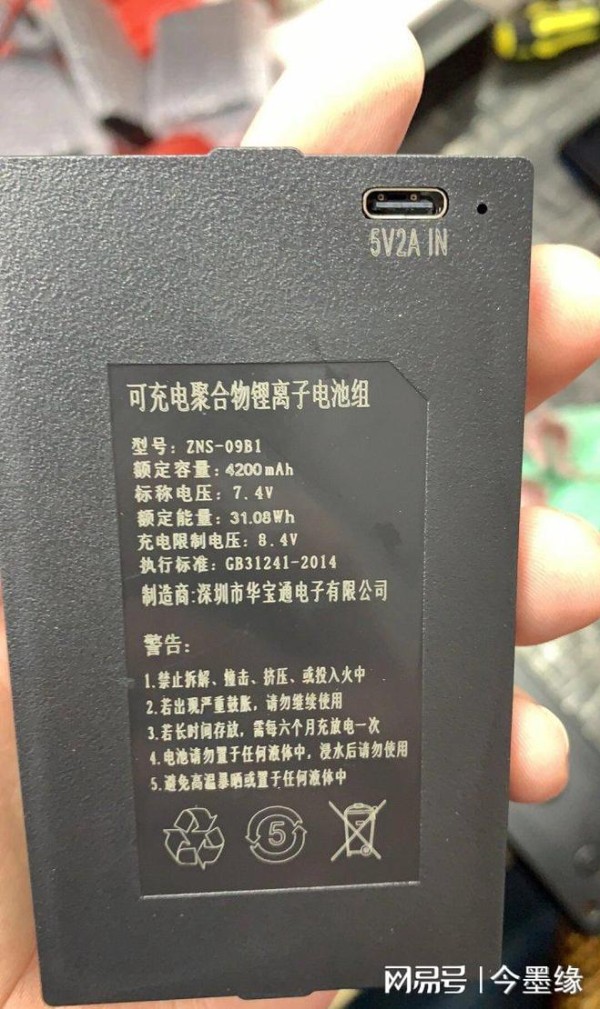 5V2A IN
可充电聚合物锂离子电池组
型号：ZNS-09B1
额定容量：4200mAh
标称电压：7.4V
额定能量：31.08Wh
充电限制电压：8.4V
执行标准：GB31241-2014
制造商:深圳市华宝通电子有限公司
警告：
1.禁止拆解、撞击、挤压、或投入火中
2.若出现严重鼓胀，请勿继续使用
3.若长时间存放，需每六个月充放电一次
4.电池请勿置于任何液体中，浸水后请勿使用
5.避免高温暴晒或置于任何液体中
5
网易号 | 今墨缘